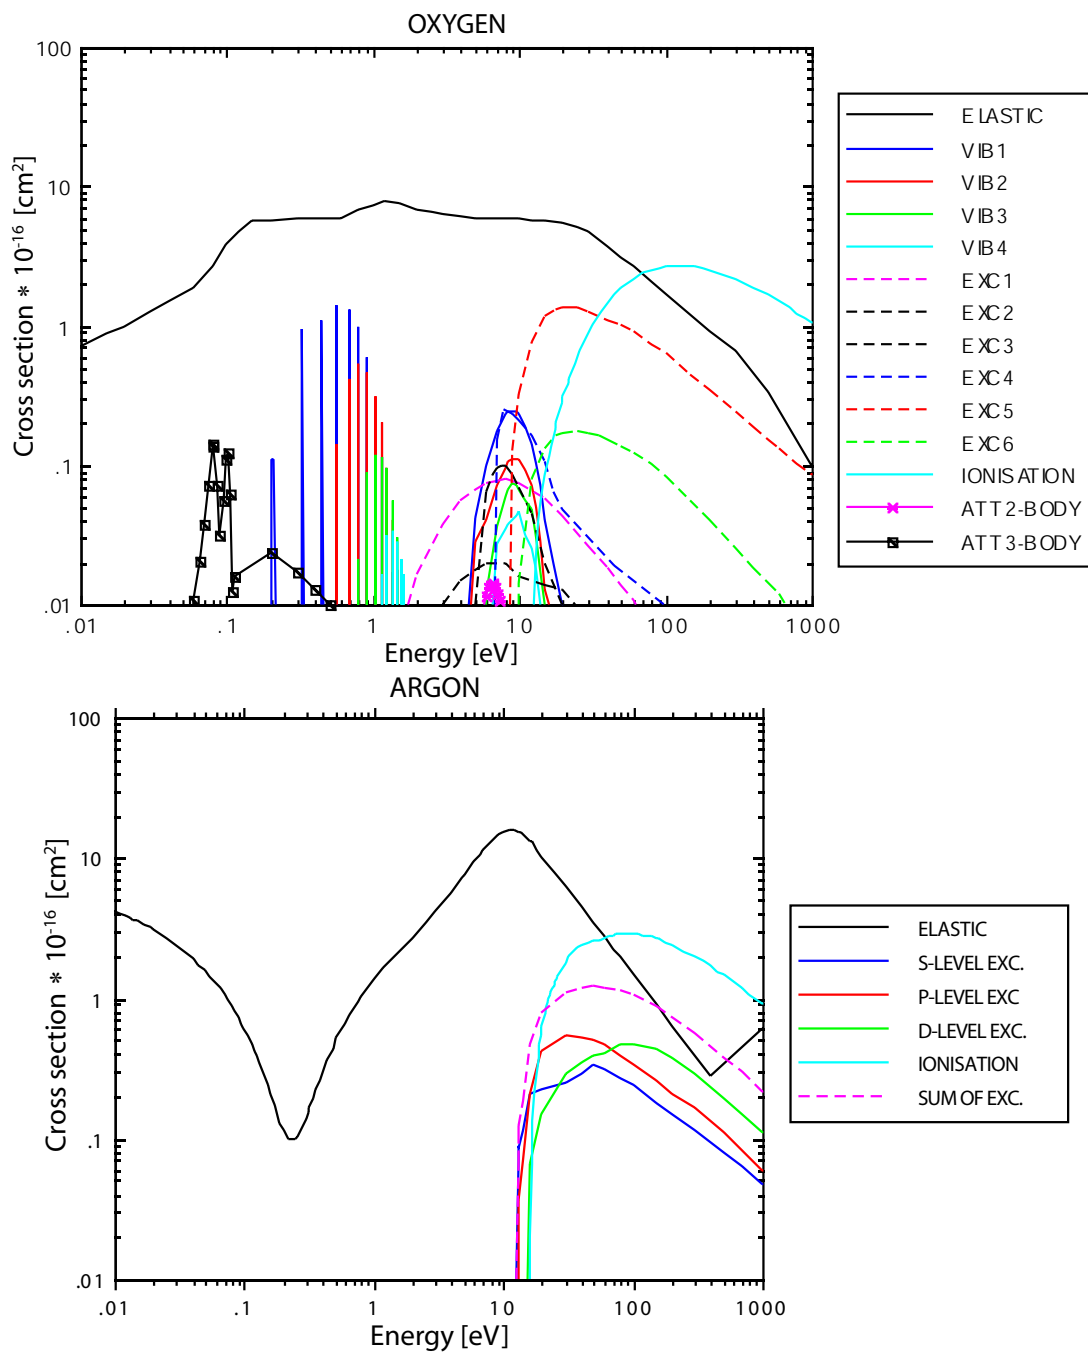 OXYGEN
100
10
1
.1
.01
Cross section * 10-16 [cm2]
.01 .1 1 10 100 1000
Energy [eV]
ELASTIC
VIB1
VIB2
VIB3
VIB4
EXC1
EXC2
EXC3
EXC4
EXC5
EXC6
IONISATION
ATT2-BODY
ATT3-BODY
ARGON
100
10
1
.1
.01
Cross section * 10-16 [cm2]
.01 .1 1 10 100 1000
Energy [eV]
ELASTIC
S-LEVEL EXC.
P-LEVEL EXC
D-LEVEL EXC.
IONISATION
SUM OF EXC.